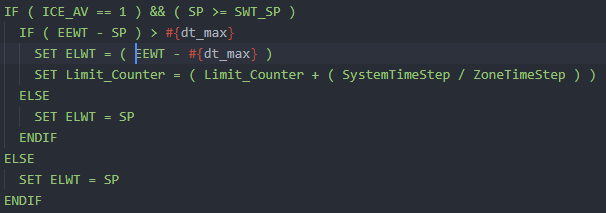 IF ( ICE_AV == 1 ) && ( SP >= SWT_SP )
IF ( EEWT - SP ) > #{dt_max}
SET ELWT = ( EEWT - #{dt_max} )
SET Limit_Counter = ( Limit_Counter + ( SystemTimeStep / ZoneTimeStep ) )
ELSE
SET ELWT = SP
ENDIF
ELSE
SET ELWT = SP
ENDIF